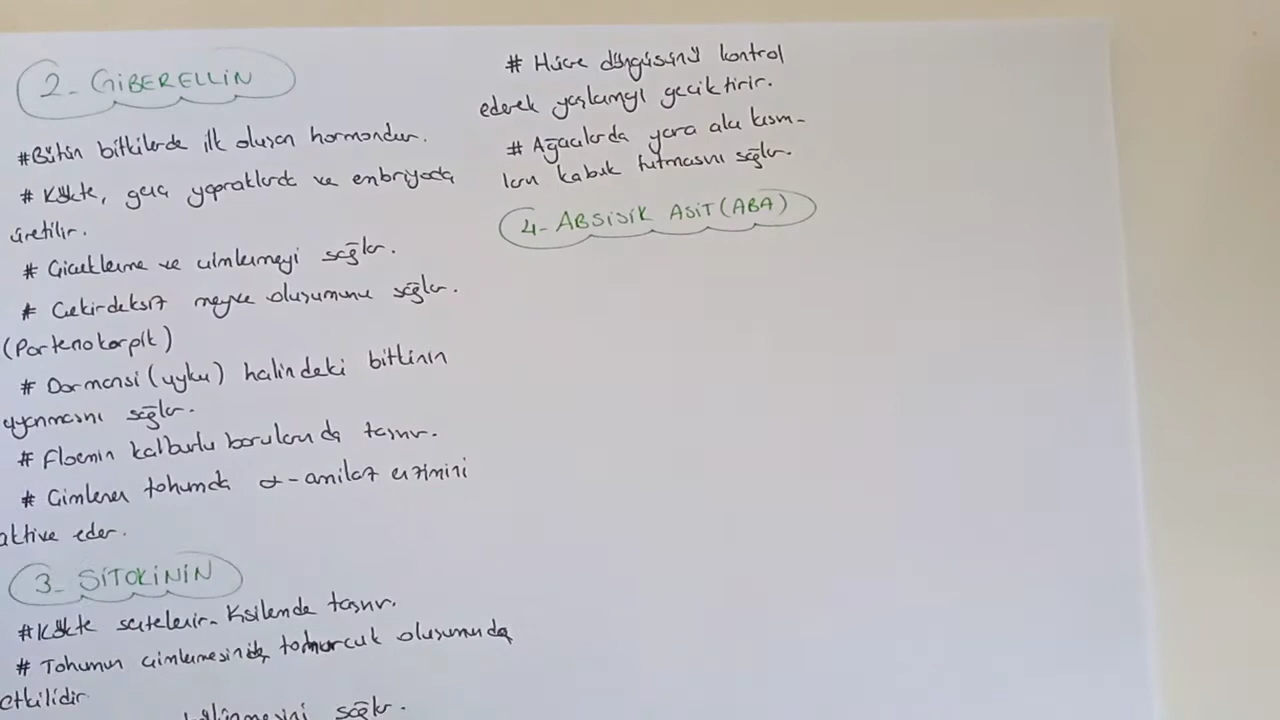 2- GİBERELLİN
#Bütün bitkilerde ilk oluşan hormondur.
# Kökte, genç yapraklarda ve enbriyoda
üretilir.
# Çiçeklenme ve çimlenmeyi sağlar.
# Çekirdeksiz meyve oluşumunu sağlar.
(Partenokarpik)
# Dormansi (uyku) halindeki bitkinin
uyanmasını sağlar.
# Floemin kalburlu borularında taşınır.
# Çimlenen tohumda α-amilaz enzimini
aktive eder.
3- SİTOKİNİN
#Kökte sentezlenir. Ksilemde taşınır.
# Tohumun çimlenmesinde, tomurcuk oluşumunda
etkilidir.
sağlar.
# Hücre döngüsünü kontrol
ederek yaşlanmayı geciktirir.
# Ağaçlarda yara alan kısım-
ların kabuk tutmasını sağlar.
4- ABSİSİK ASİT (ABA)